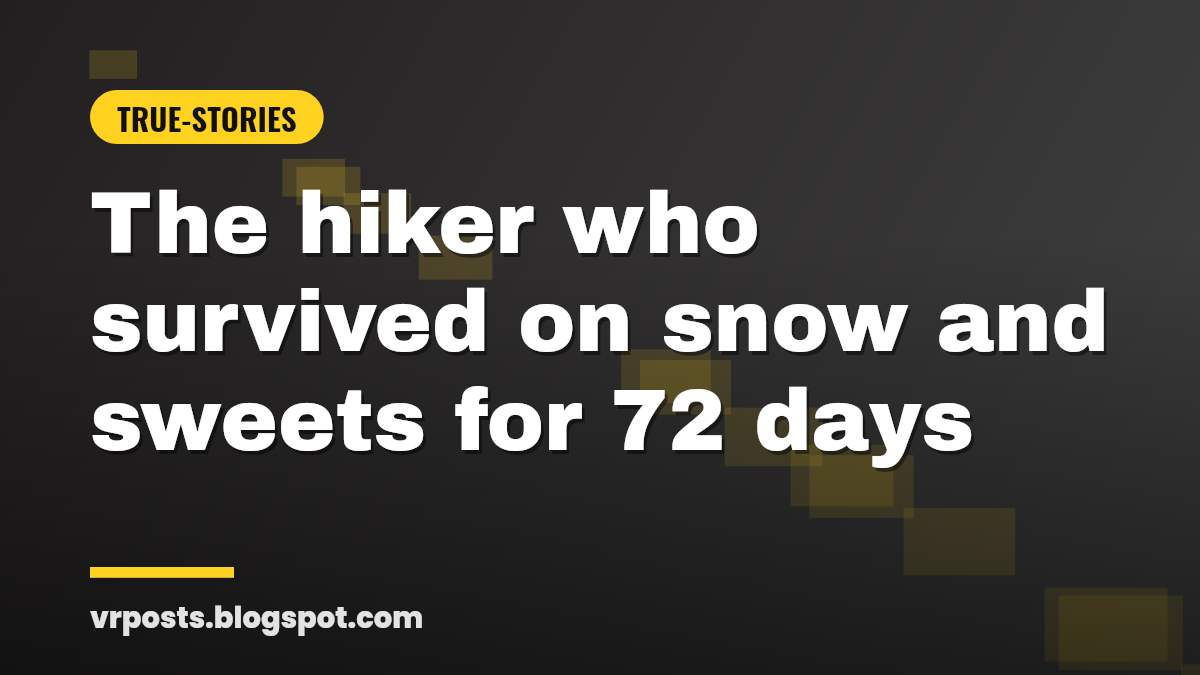 TRUE-STORIES
The hiker who
survived on snow and
sweets for 72 days
vrposts.blogspot.com